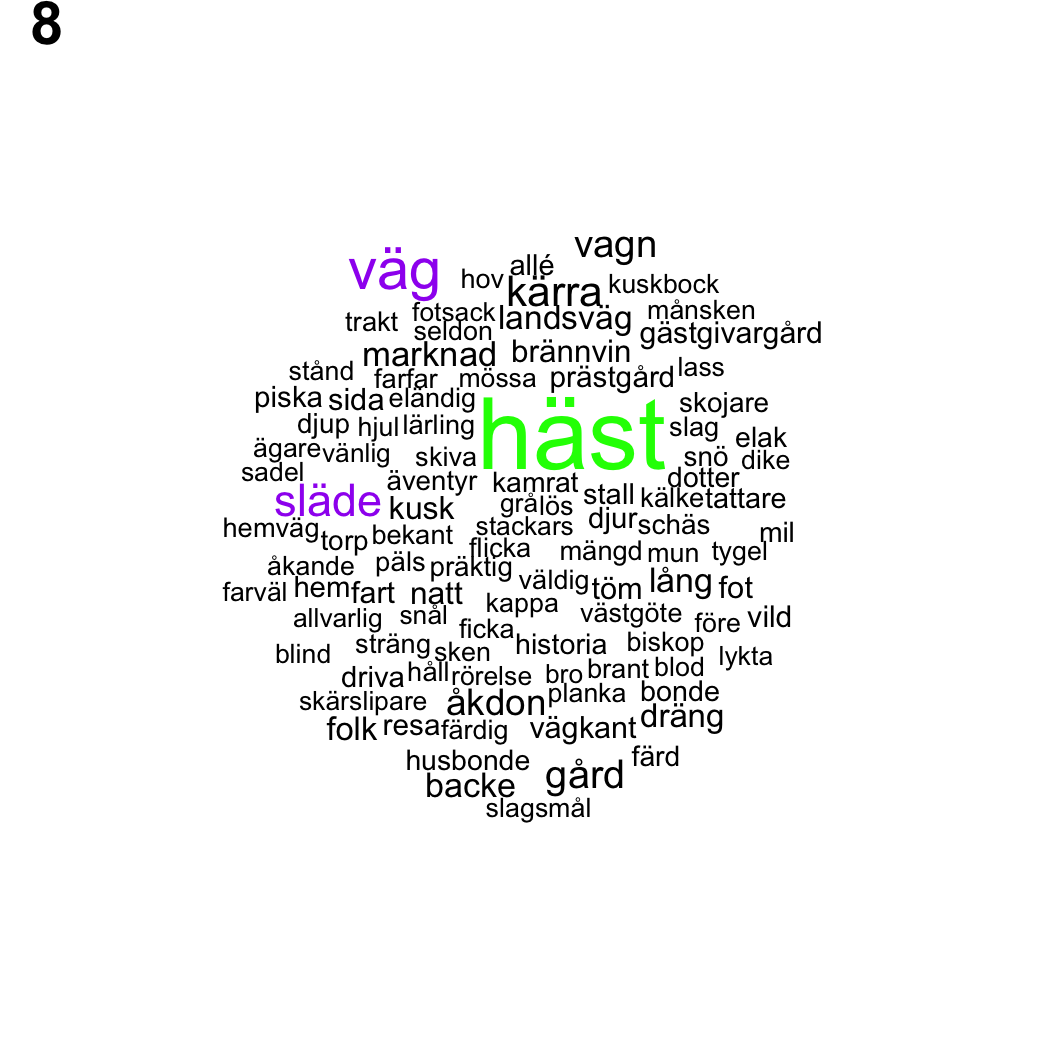 8
vagn
väg hov allé
kärra kuskbock
trakt fotsack landsväg månsken
seldon gästgivargård
marknad brännvin
stånd farfar mössa prästgård lass
piska sida eländig häst skojare
djup hjul lärling slag elak
ägare vänlig skiva snö dike
sadel äventyr kamrat dotter
släde kusk grålös stall kälke tattare
hemväg torp bekant stackars djur schäs mil
flicka mängd mun tygel
åkande päls präktig
farväl hem fart natt väldig töm lång fot
allvarlig snål kappa västgöte före vild
ficka
blind sträng sken historia biskop lykta
driva håll rörelse bro brant blod
skärslipare åkdon planka bonde
folk resa färdig vägkant dräng
husbonde färd
backe gård
slagsmål